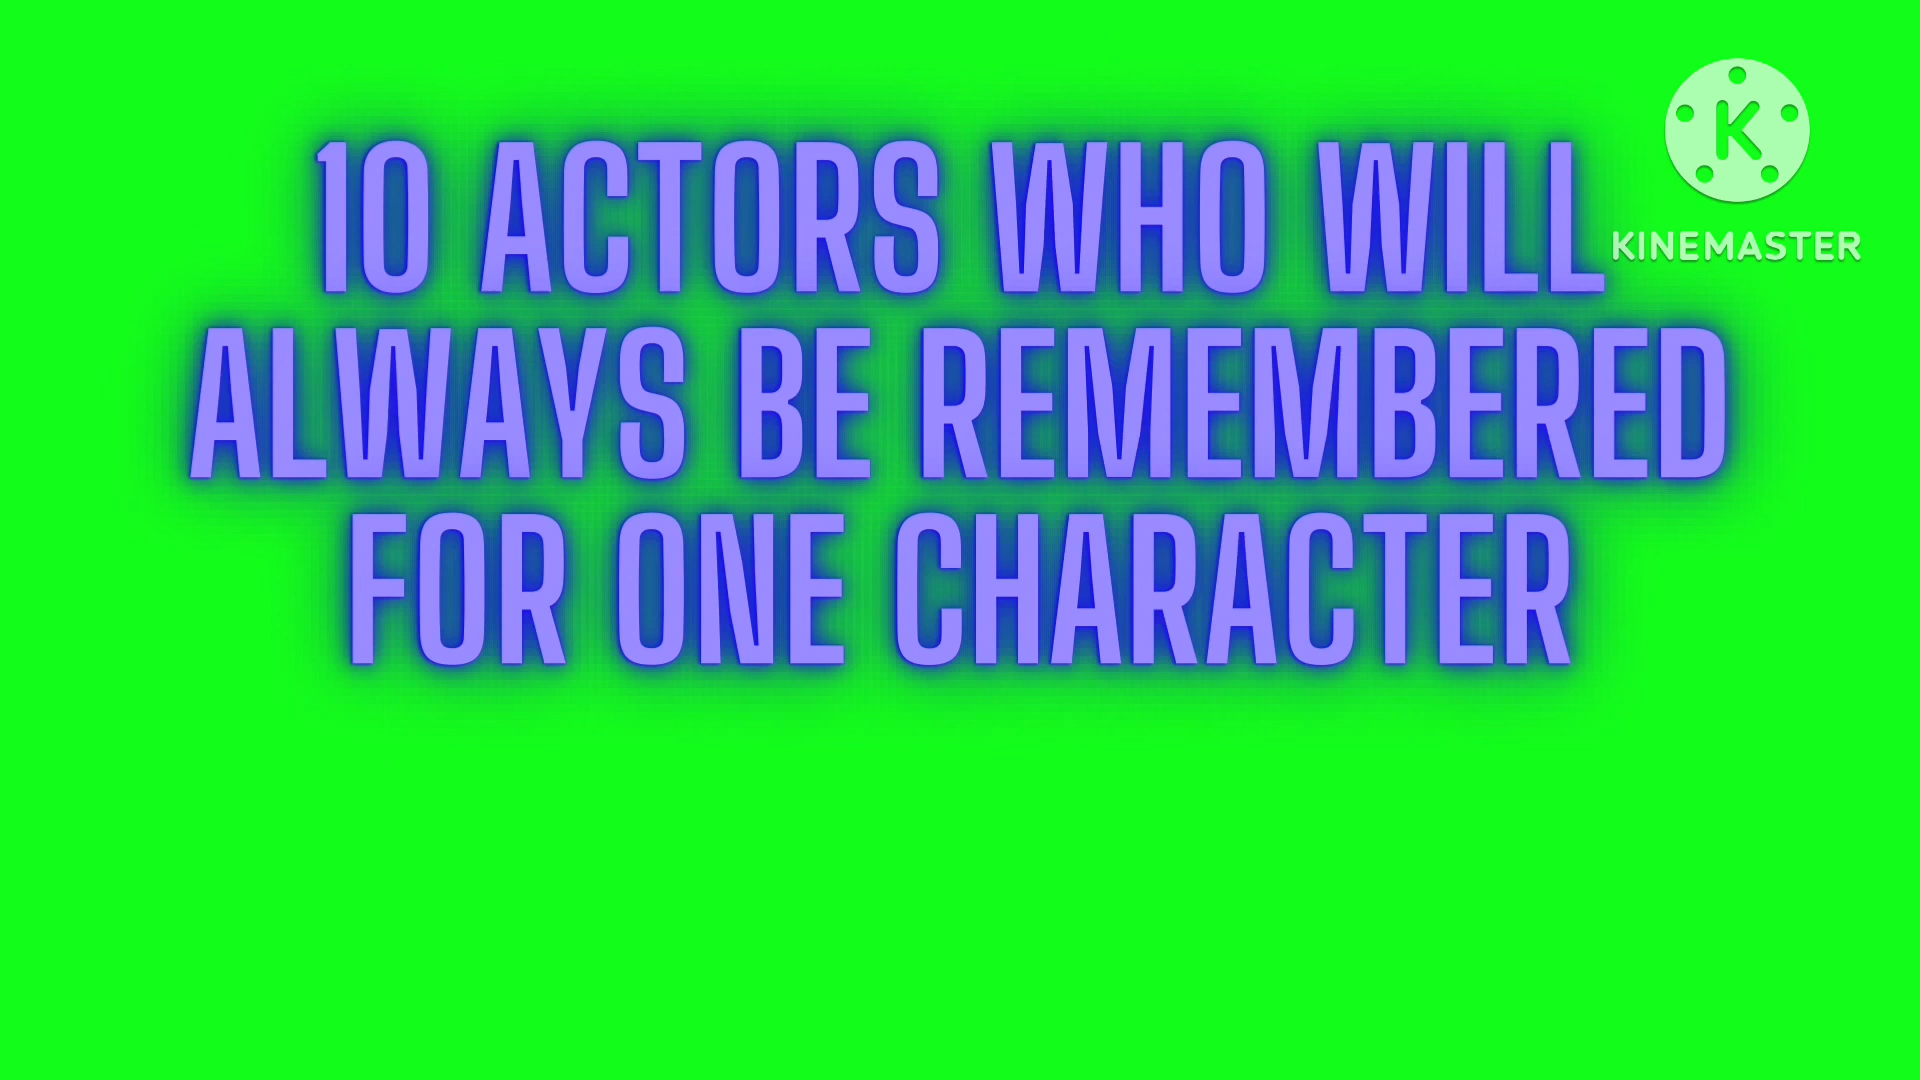 10 ACTORS WHO WILL
ALWAYS BE REMEMBERED
FOR ONE CHARACTER
K
KINEMASTER